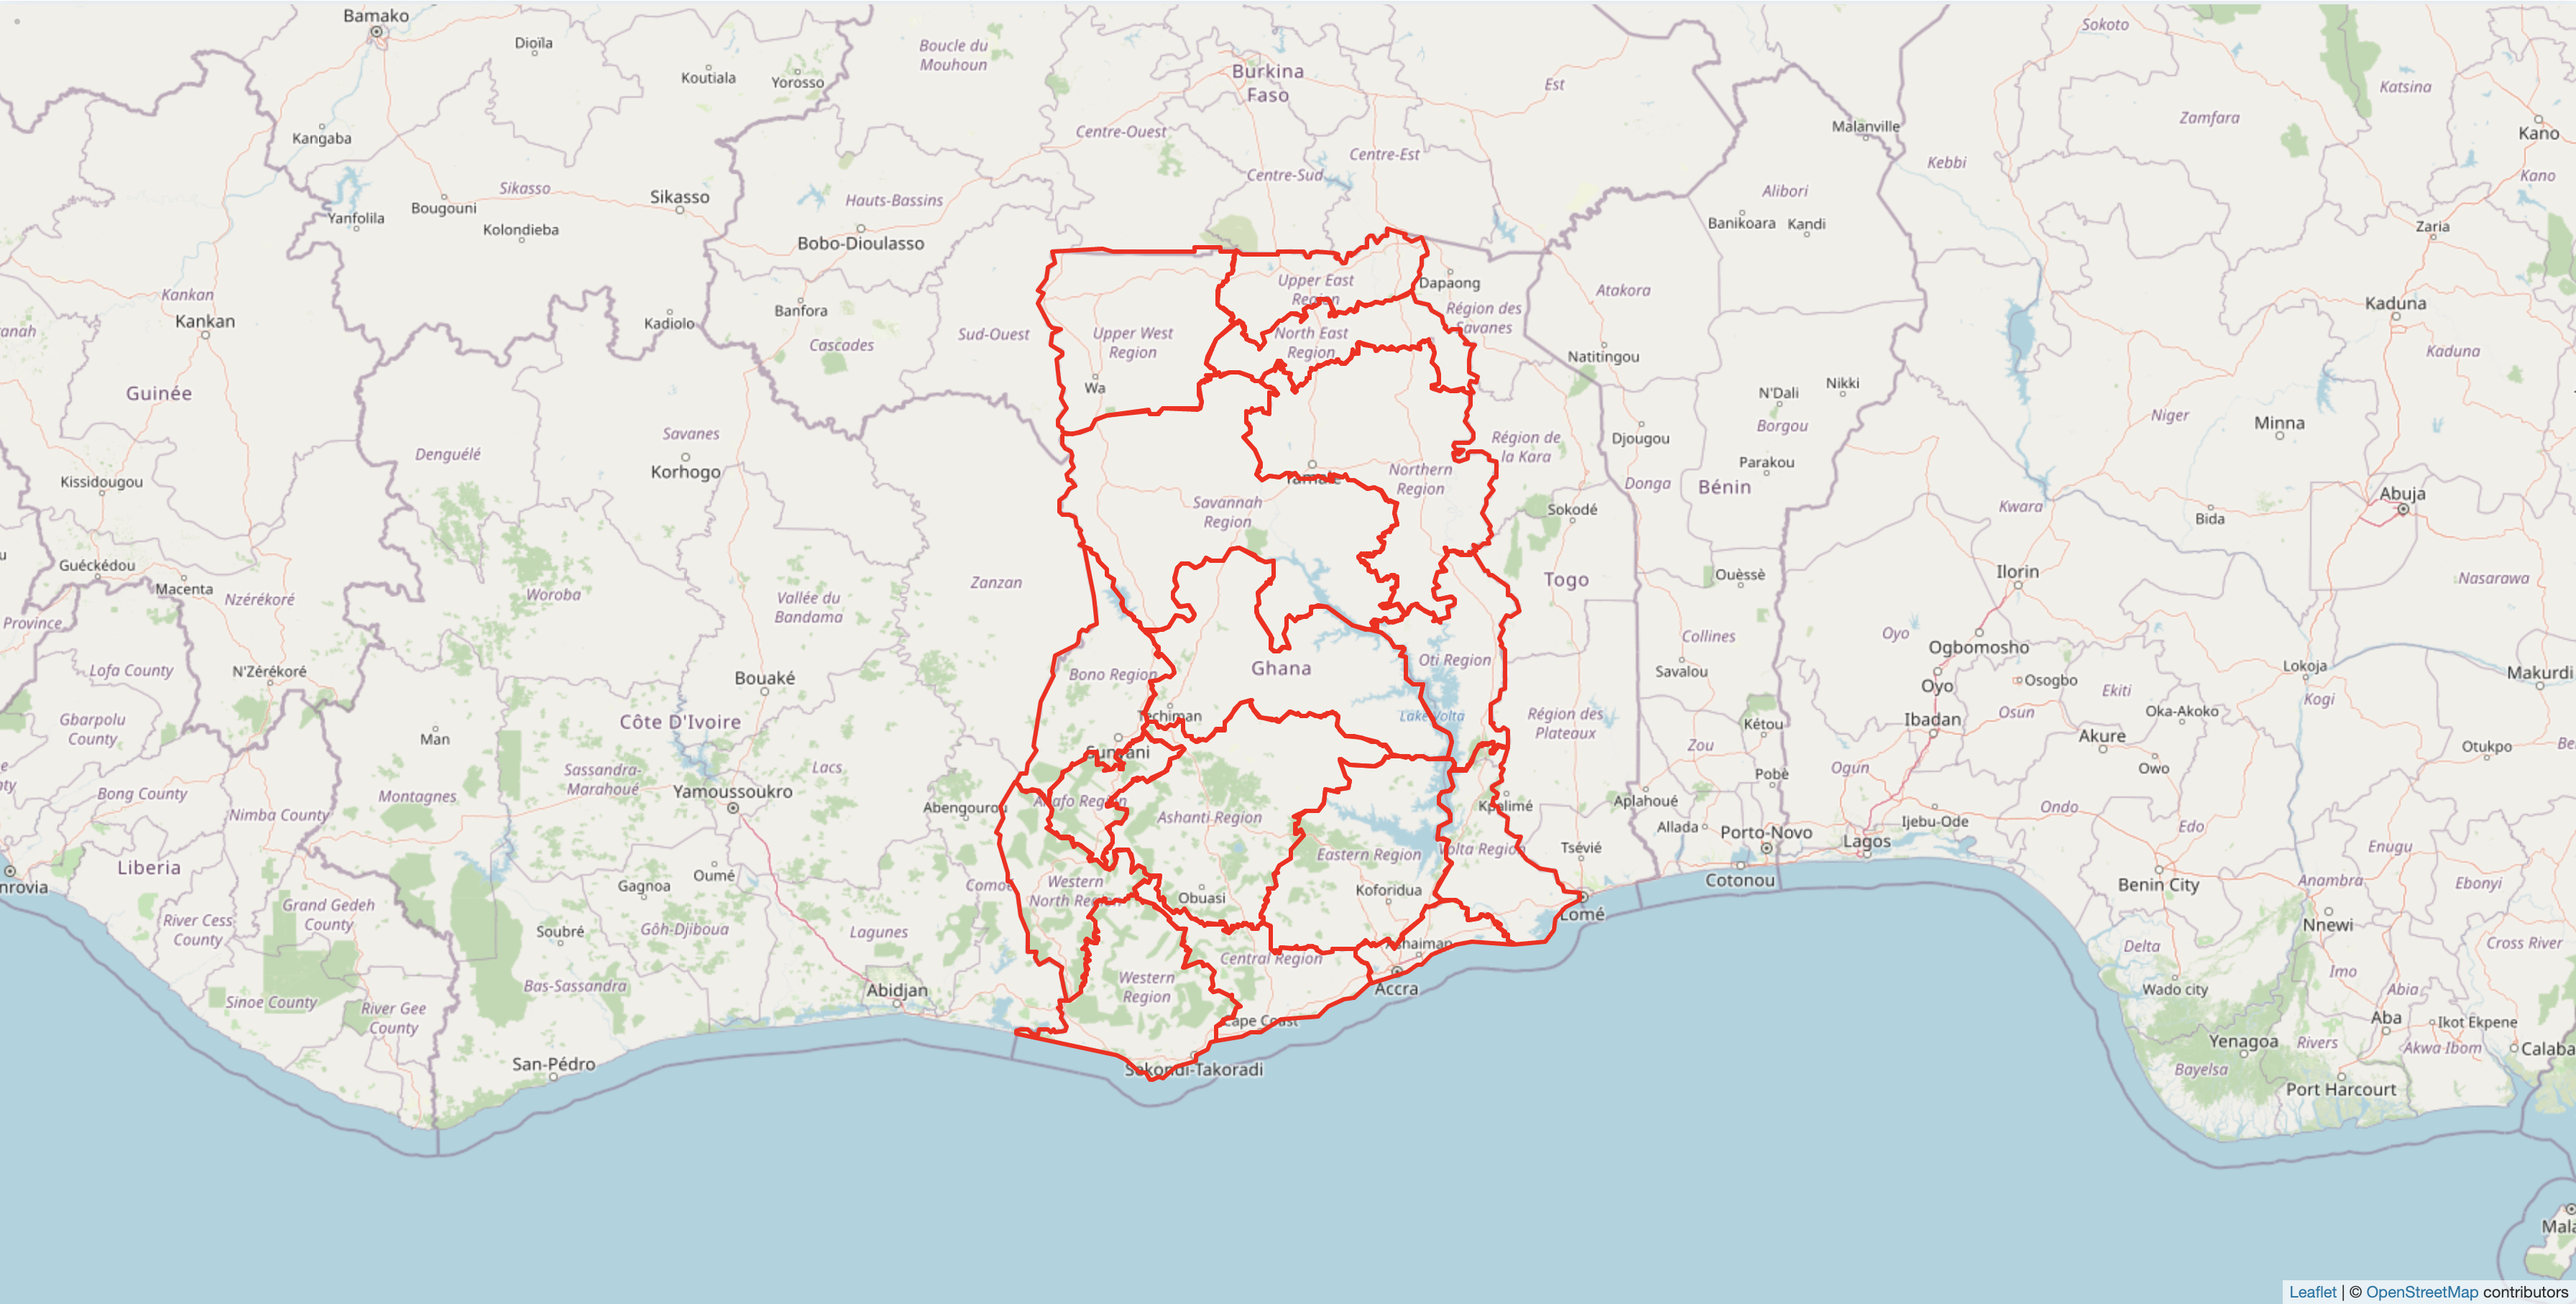 Bamako
Dioïla
Koutiala
Yorosso
Boucle du
Mouhoun
Burkina
Faso
Est
Sokoto
Katsina
Zamfara
Kano
Kangaba
Centre-Ouest
Centre-Est
Malanville
Kebbi
Kano
Centre-Sud
Sikasso
Sikasso
Yanfolila
Bougouni
Kolondieba
Hauts-Bassins
Bobo-Dioulasso
Alibori
Banikoara
Kandi
Zaria
Kankan
Kankan
Kadiolo
Banfora
Cascades
Sud-Ouest
Upper West
Region
Upper East
Region
North East
Region
Dapaong
Région des
Savanes
Atakora
Natitingou
Kaduna
Kaduna
Guinée
Wa
N'Dali
Nikki
Borgou
Niger
Minna
Denguélé
Savanes
Korhogo
Région de
la Kara
Djougou
Parakou
Kissidougou
Tamale
Northern
Region
Donga
Bénin
Abuja
Savannah
Region
Sokodé
Kwara
Bida
Guéckédou
Macenta
Nzérékoré
Woroba
Vallée du
Bandama
Zanzan
Togo
Ouèssè
Ilorin
Nasarawa
Province
Lofa County
N'Zérékoré
Bouaké
Bono Region
Ghana
Oti Region
Collines
Savalou
Oyo
Ogbomosho
Oyo
Osogbo
Ekiti
Lokoja
Kogi
Makurdi
Gbarpolu
County
Man
Côte D'Ivoire
Techiman
Lake Volta
Région des
Plateaux
Kétou
Zou
Ibadan
Osun
Oka-Akoko
Akure
Otukpo
Bong County
Nimba County
Montagnes
Sassandra-
Marahoué
Yamoussoukro
Lacs
Abengourou
Sunyani
Ahafo Region
Ashanti Region
Kpalimé
Aplahoué
Pobè
Ogun
Owo
Ondo
Liberia
Eastern Region
Volta Region
Tsévié
Allada
Porto-Novo
Lagos
Ijebu-Ode
Edo
Enugu
nrovia
Grand Gedeh
County
River Cess
County
Gagnoa
Oumé
Soubré
Gôh-Djiboua
Lagunes
Western
Obuasi
Koforidua
Lomé
Cotonou
Benin City
Anambra
Ebonyi
Nnewi
Ashaiman
Central Region
Delta
Cross River
Sinoe County
River Gee
County
Bas-Sassandra
Abidjan
Western
Region
Accra
Imo
Wado city
Abia
Cape Coast
Aba
Ikot Ekpene
San-Pédro
Sekondi-Takoradi
Yenagoa
Rivers
Akwa Ibom
Calaba
Bayelsa
Port Harcourt
Mala
Leaflet | © OpenStreetMap contributors